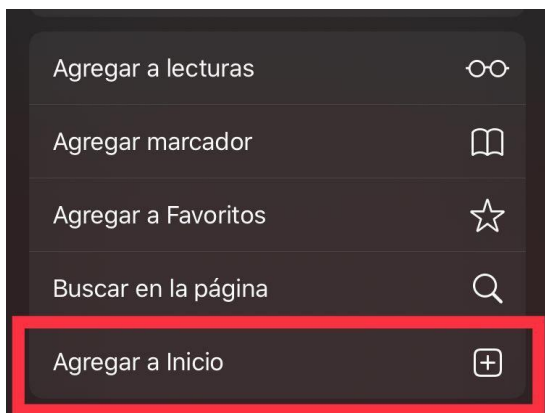 Agregar a lecturas
Agregar marcador
Agregar a Favoritos
Buscar en la página
Agregar a Inicio